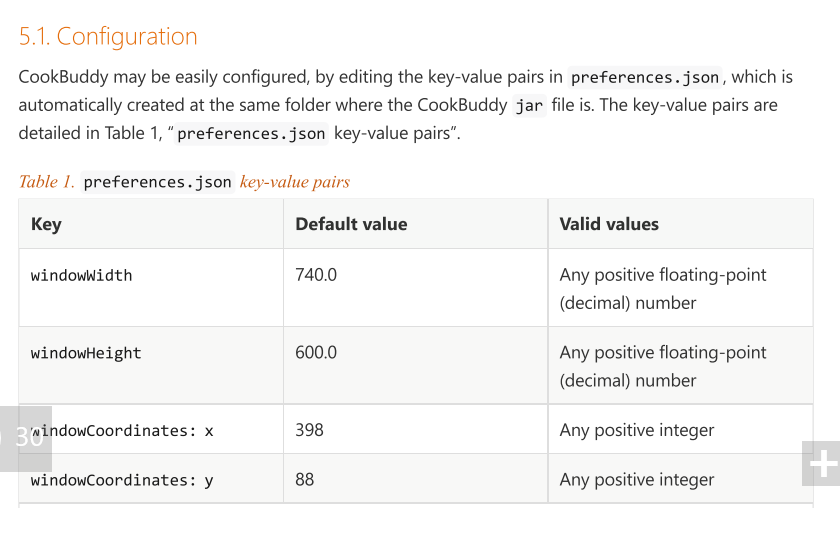 5.1. Configuration
CookBuddy may be easily configured, by editing the key-value pairs in preferences.json, which is
automatically created at the same folder where the CookBuddy jar file is. The key-value pairs are
detailed in Table 1, “preferences.json key-value pairs”.
Table 1. preferences.json key-value pairs
Key Default value Valid values
windowWidth 740.0 Any positive floating-point
(decimal) number
windowHeight 600.0 Any positive floating-point
(decimal) number
30
windowCoordinates: x 398 Any positive integer
windowCoordinates: y 88 Any positive integer